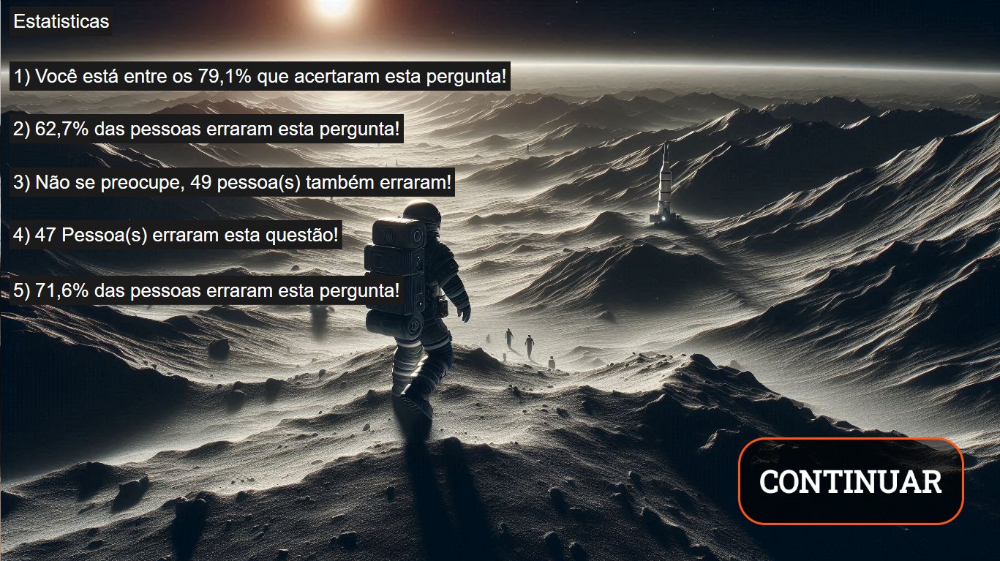 Estatisticas
1) Você está entre os 79,1% que acertaram esta pergunta!
2) 62,7% das pessoas erraram esta pergunta!
3) Não se preocupe, 49 pessoa(s) também erraram!
4) 47 Pessoa(s) erraram esta questão!
5) 71,6% das pessoas erraram esta pergunta!
CONTINUAR